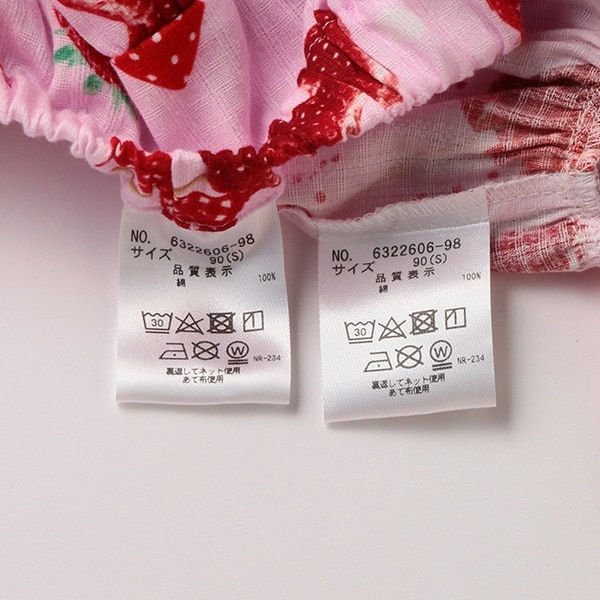 NO. 6322606-98
サイズ 90(S)
品質表示
綿 100%
30
W NR-234
裏返してネット使用
あて布使用
NO. 6322606-98
サイズ 90(S)
品質表示
綿 100%
30
W NR-234
裏返してネット使用
あて布使用